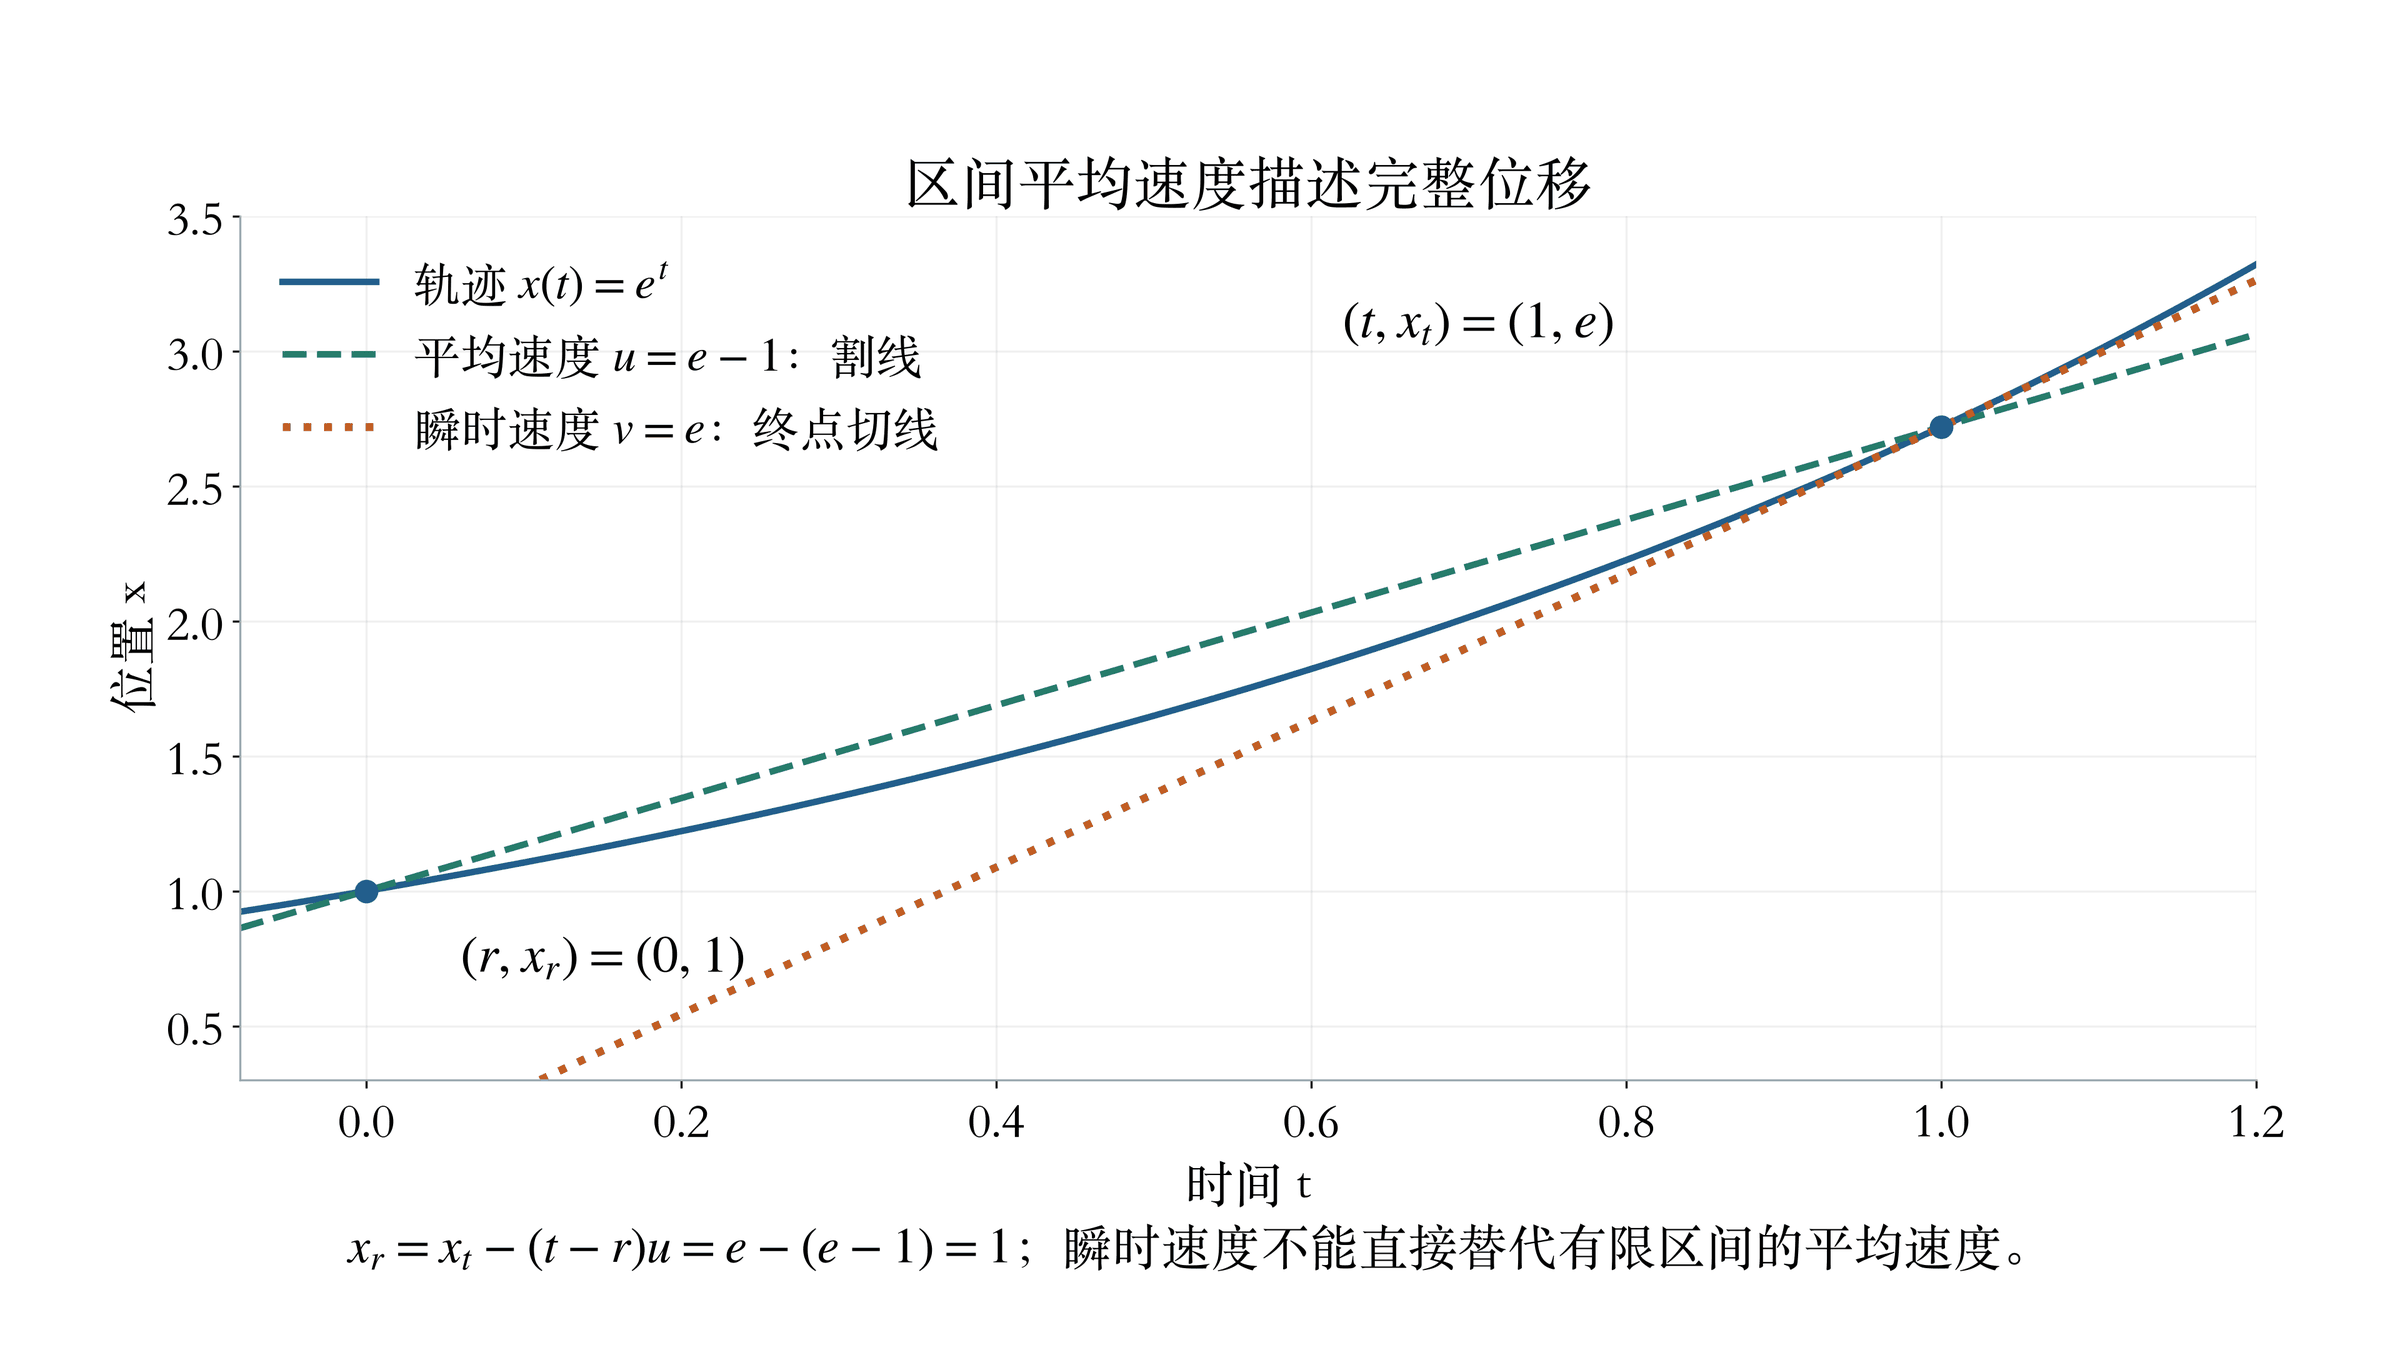 区间平均速度描述完整位移
轨迹 x(t) = e^t
平均速度 u = e − 1：割线
瞬时速度 v = e：终点切线
(t, x_t) = (1, e)
(r, x_r) = (0, 1)
位置 x
3.5
3.0
2.5
2.0
1.5
1.0
0.5
0.0 0.2 0.4 0.6 0.8 1.0 1.2
时间 t
x_r = x_t − (t − r)u = e − (e − 1) = 1；瞬时速度不能直接替代有限区间的平均速度。